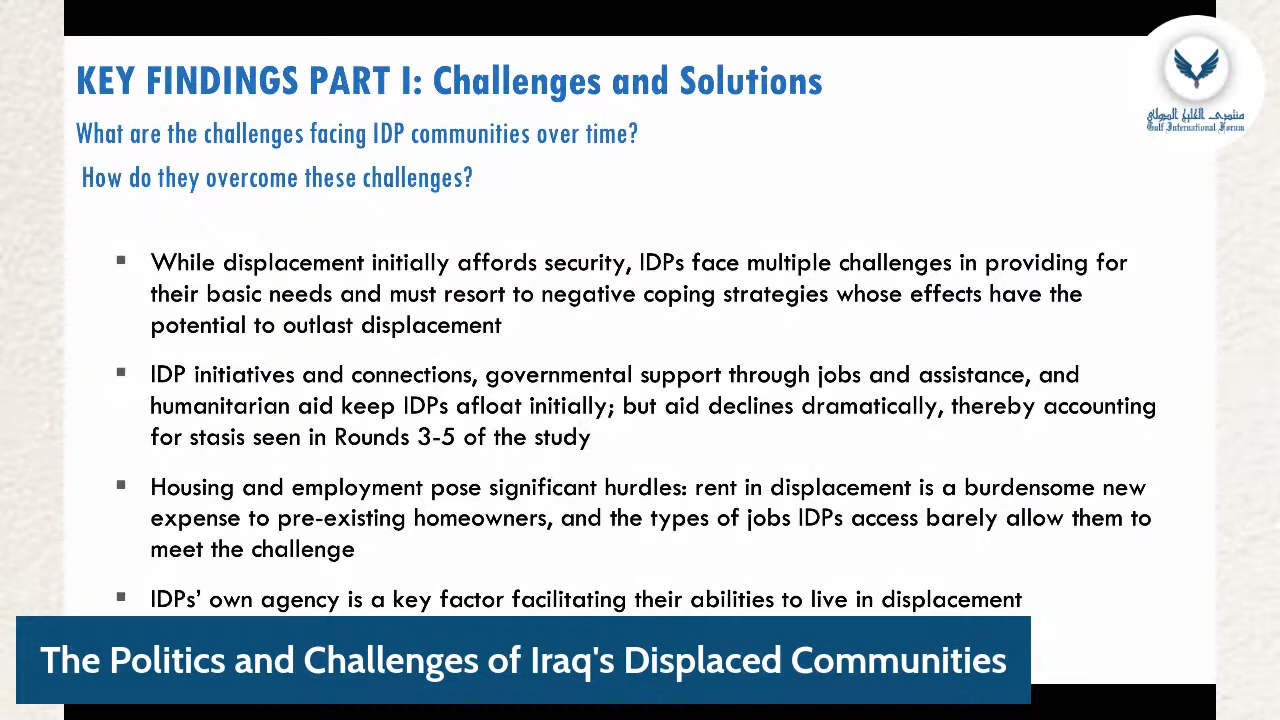 KEY FINDINGS PART I: Challenges and Solutions
What are the challenges facing IDP communities over time?
How do they overcome these challenges?
منتدى الخليج الدولي
Gulf International Forum
▪ While displacement initially affords security, IDPs face multiple challenges in providing for
their basic needs and must resort to negative coping strategies whose effects have the
potential to outlast displacement
▪ IDP initiatives and connections, governmental support through jobs and assistance, and
humanitarian aid keep IDPs afloat initially; but aid declines dramatically, thereby accounting
for stasis seen in Rounds 3-5 of the study
▪ Housing and employment pose significant hurdles: rent in displacement is a burdensome new
expense to pre-existing homeowners, and the types of jobs IDPs access barely allow them to
meet the challenge
▪ IDPs’ own agency is a key factor facilitating their abilities to live in displacement
The Politics and Challenges of Iraq's Displaced Communities